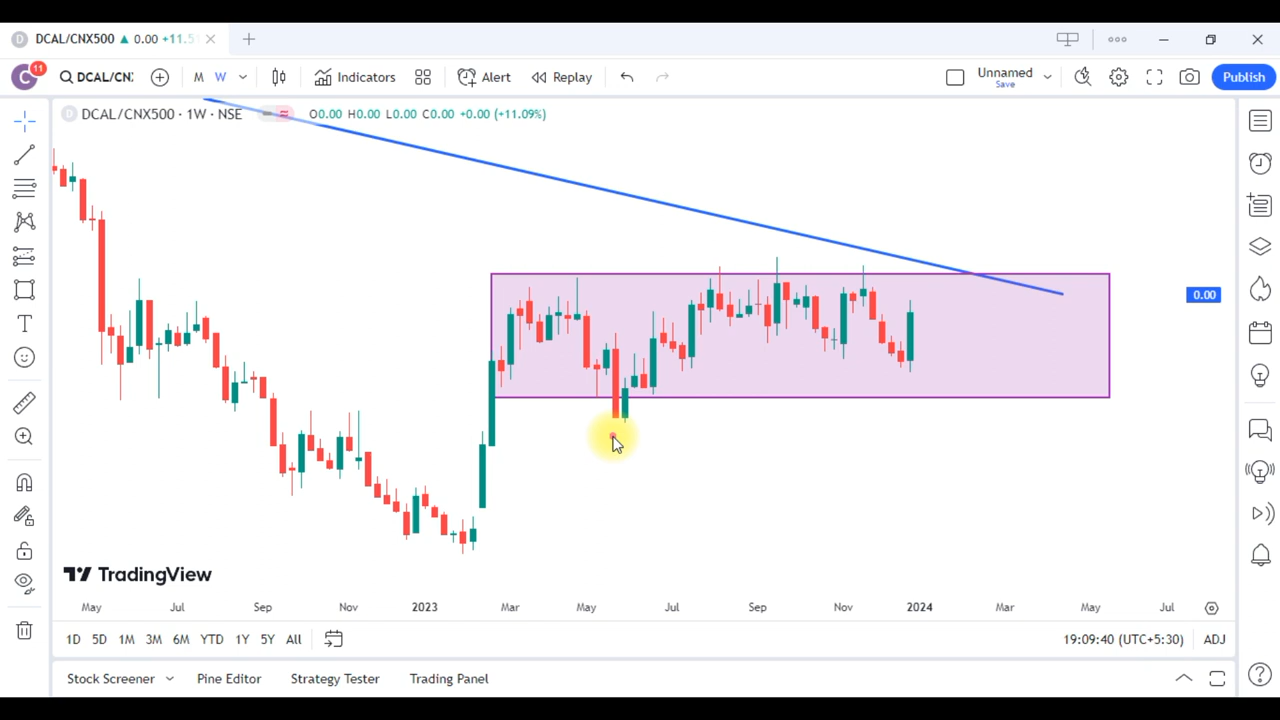 D DCAL/CNX500 ▲ 0.00 +11.5
C 11 DCAL/CN M W Indicators Alert Replay Unnamed Publish
Save
D DCAL/CNX500 · 1W · NSE O0.00 H0.00 L0.00 C0.00 +0.00 (+11.09%)
0.00
TradingView
May Jul Sep Nov 2023 Mar May Jul Sep Nov 2024 Mar May Jul
1D 5D 1M 3M 6M YTD 1Y 5Y All 19:09:40 (UTC+5:30) ADJ
Stock Screener Pine Editor Strategy Tester Trading Panel